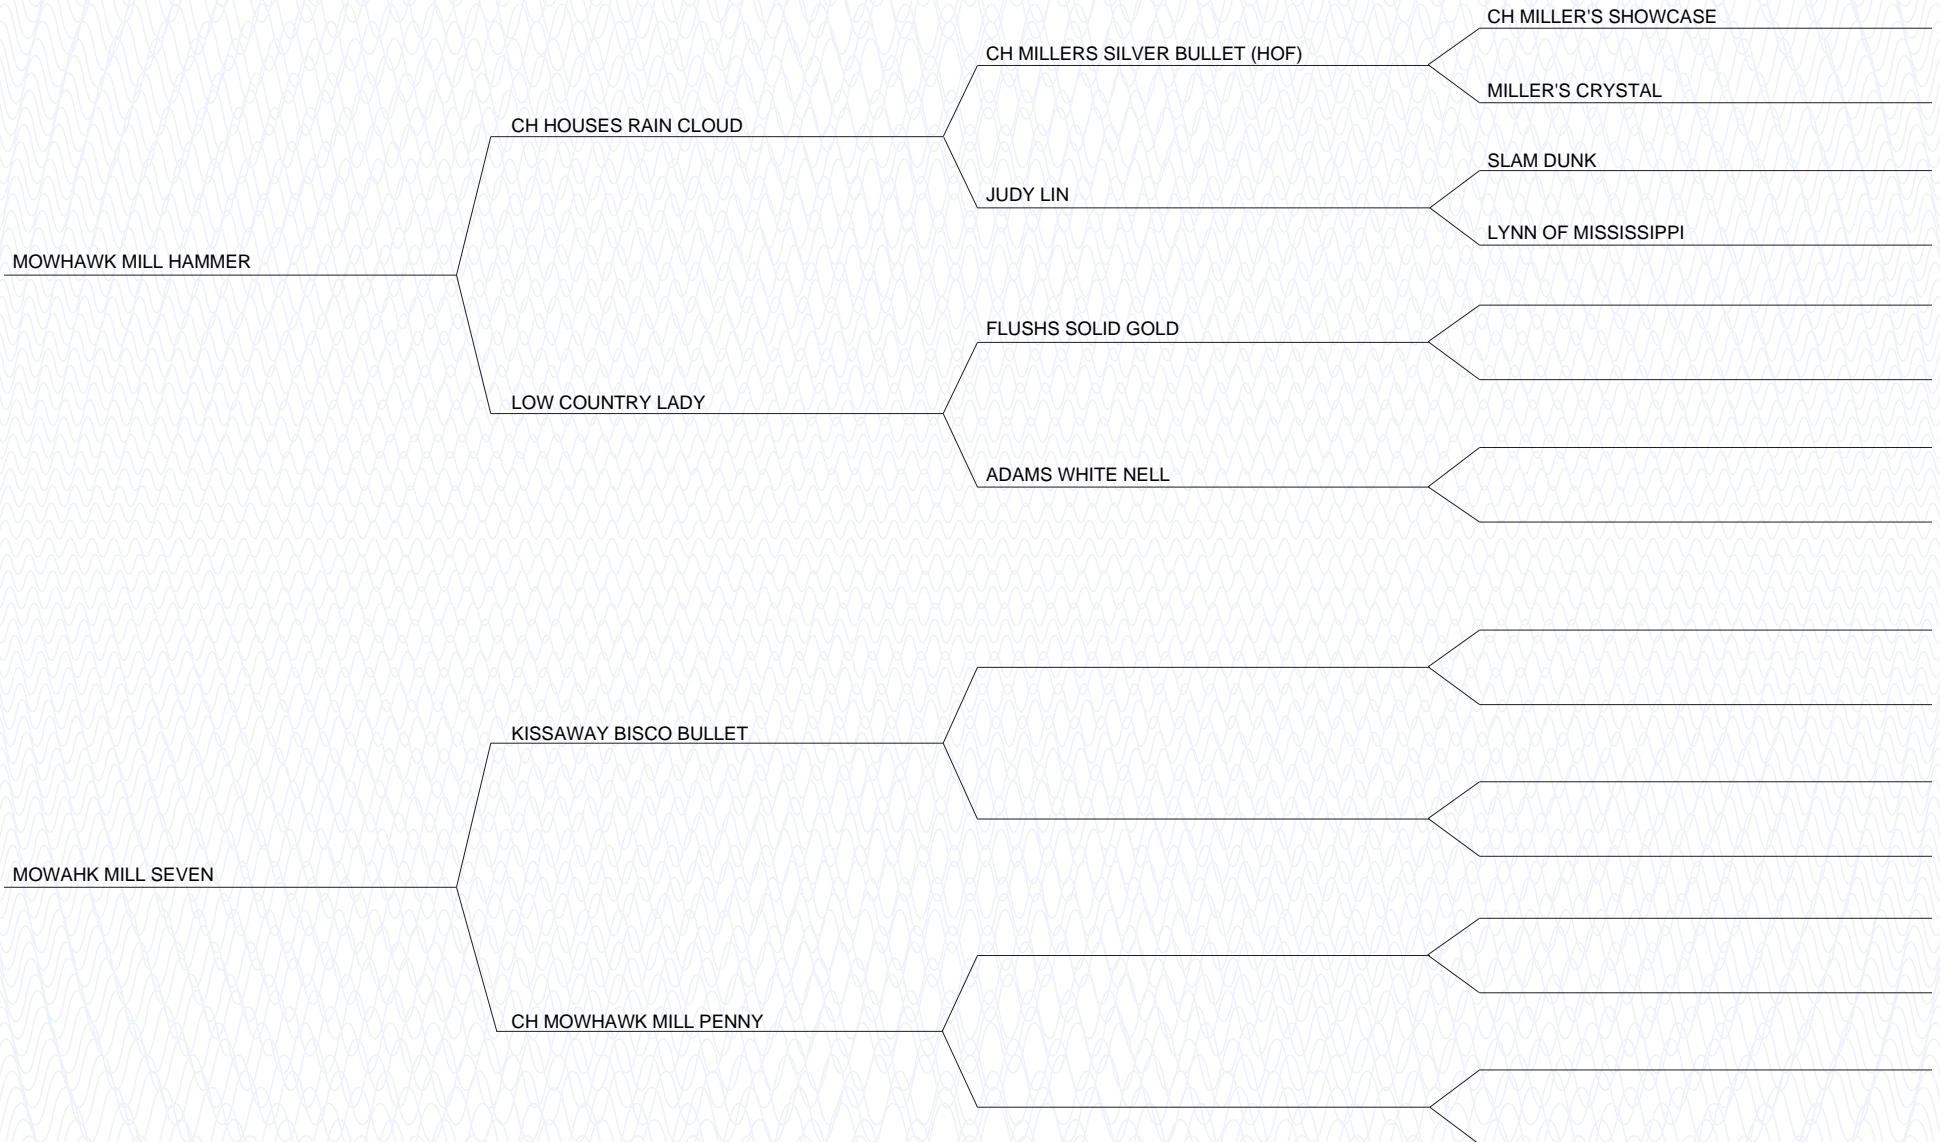 CH MILLER'S SHOWCASE
CH MILLERS SILVER BULLET (HOF)
MILLER'S CRYSTAL
CH HOUSES RAIN CLOUD
SLAM DUNK
JUDY LIN
LYNN OF MISSISSIPPI
MOWHAWK MILL HAMMER
FLUSHS SOLID GOLD
LOW COUNTRY LADY
ADAMS WHITE NELL
KISSAWAY BISCO BULLET
MOWAHK MILL SEVEN
CH MOWHAWK MILL PENNY